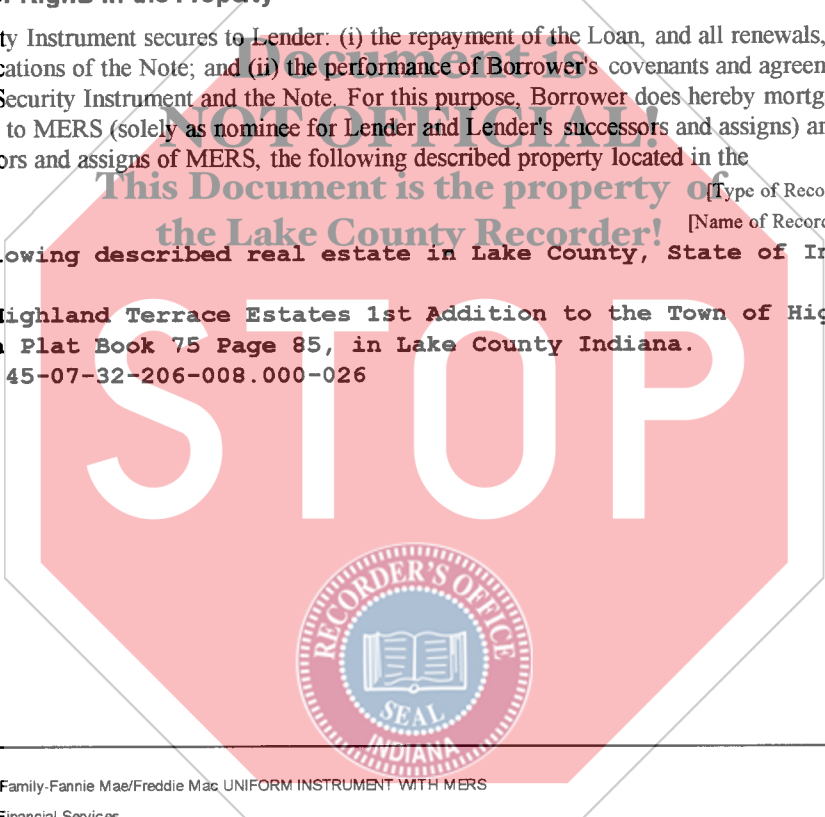 ty Instrument secures to Lender: (i) the repayment of the Loan, and all renewals,
cations of the Note; and (ii) the performance of Borrower's covenants and agreen
Security Instrument and the Note. For this purpose, Borrower does hereby mortg
to MERS (solely as nominee for Lender and Lender's successors and assigns) an
ors and assigns of MERS, the following described property located in the
[Type of Reco
[Name of Record
owing described real estate in Lake County, State of In
Highland Terrace Estates 1st Addition to the Town of Hig
Plat Book 75 Page 85, in Lake County Indiana.
45-07-32-206-008.000-026
Document is
NOT OFFICIAL!
This Document is the property of
the Lake County Recorder!
STOP
RECORDER'S OFFICE
SEAL
INDIANA
Family-Fannie Mae/Freddie Mac UNIFORM INSTRUMENT WITH MERS
Financial Services